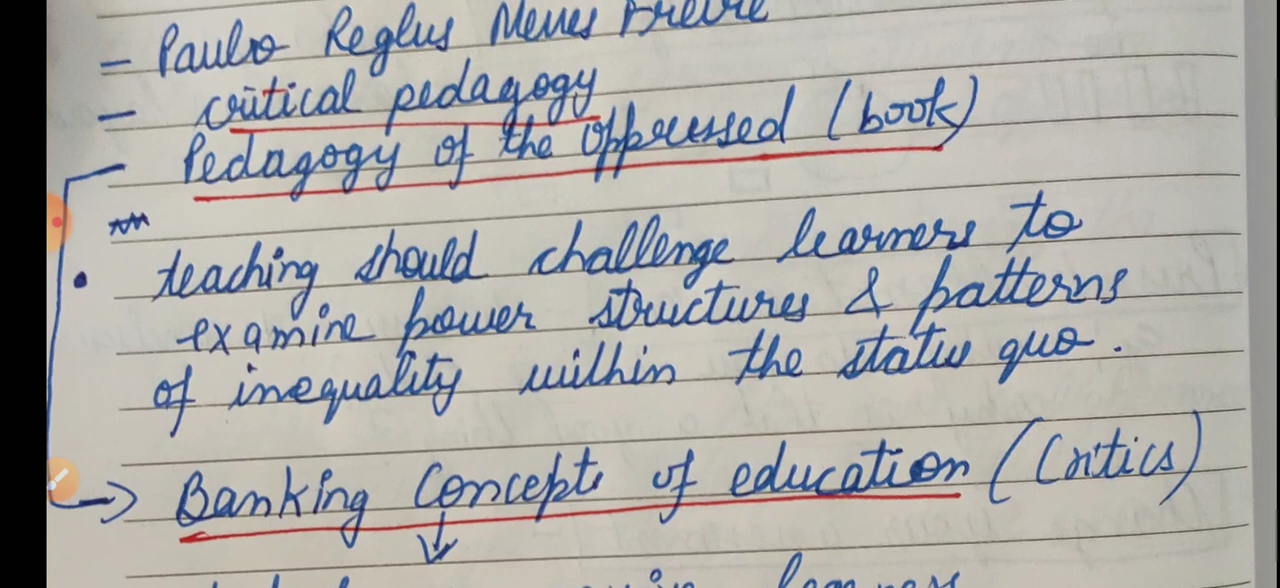 - Paulo Reglus Neves Freire
- critical pedagogy
- Pedagogy of the Oppressed (book)
• teaching should challenge learners to
examine power structures & patterns
of inequality within the status quo.
→ Banking Concepts of education (Critics)